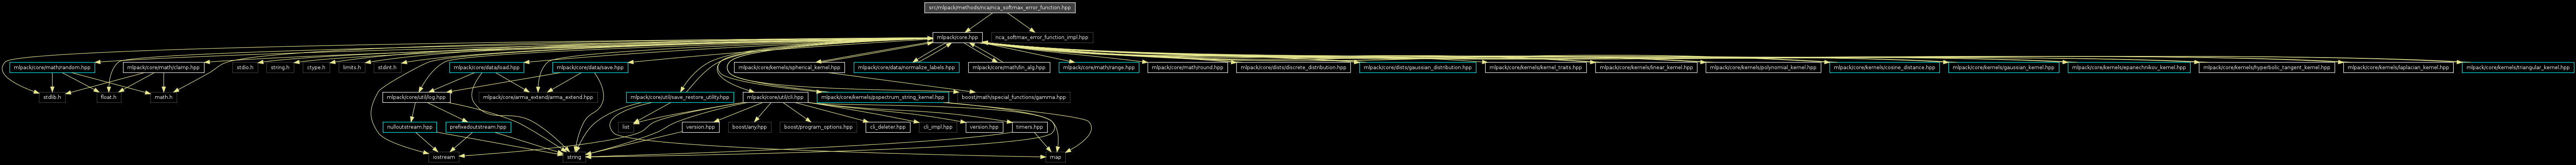 src/mlpack/methods/nca/nca_softmax_error_function.hpp
mlpack/core.hpp
nca_softmax_error_function_impl.hpp
mlpack/core/math/random.hpp
mlpack/core/math/clamp.hpp
stdio.h
string.h
ctype.h
limits.h
stdint.h
mlpack/core/data/load.hpp
mlpack/core/data/save.hpp
mlpack/core/kernels/spherical_kernel.hpp
mlpack/core/data/normalize_labels.hpp
mlpack/core/math/lin_alg.hpp
mlpack/core/math/range.hpp
mlpack/core/math/round.hpp
mlpack/core/dists/discrete_distribution.hpp
mlpack/core/dists/gaussian_distribution.hpp
mlpack/core/kernels/kernel_traits.hpp
mlpack/core/kernels/linear_kernel.hpp
mlpack/core/kernels/polynomial_kernel.hpp
mlpack/core/kernels/cosine_distance.hpp
mlpack/core/kernels/gaussian_kernel.hpp
mlpack/core/kernels/epanechnikov_kernel.hpp
mlpack/core/kernels/hyperbolic_tangent_kernel.hpp
mlpack/core/kernels/laplacian_kernel.hpp
mlpack/core/kernels/triangular_kernel.hpp
stdlib.h
float.h
math.h
mlpack/core/util/log.hpp
mlpack/core/arma_extend/arma_extend.hpp
mlpack/core/util/save_restore_utility.hpp
mlpack/core/util/cli.hpp
mlpack/core/kernels/pspectrum_string_kernel.hpp
boost/math/special_functions/gamma.hpp
nulloutstream.hpp
prefixedoutstream.hpp
list
version.hpp
boost/any.hpp
boost/program_options.hpp
cli_deleter.hpp
cli_impl.hpp
version.hpp
timers.hpp
iostream
string
map